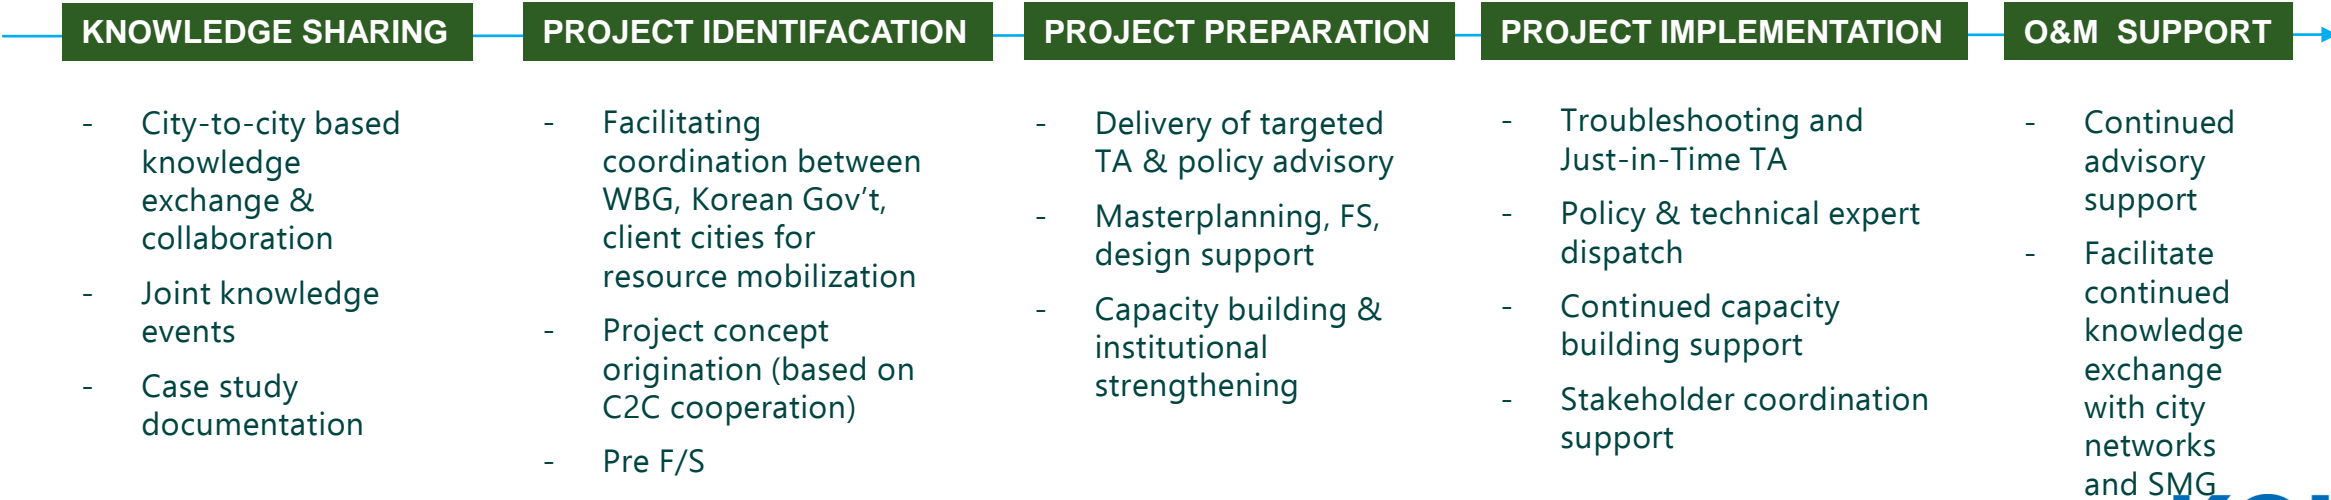 KNOWLEDGE SHARING
- City-to-city based
knowledge
exchange &
collaboration
- Joint knowledge
events
- Case study
documentation
PROJECT IDENTIFACATION
- Facilitating
coordination between
WBG, Korean Gov’t,
client cities for
resource mobilization
- Project concept
origination (based on
C2C cooperation)
- Pre F/S
PROJECT PREPARATION
- Delivery of targeted
TA & policy advisory
- Masterplanning, FS,
design support
- Capacity building &
institutional
strengthening
PROJECT IMPLEMENTATION
- Troubleshooting and
Just-in-Time TA
- Policy & technical expert
dispatch
- Continued capacity
building support
- Stakeholder coordination
support
O&M SUPPORT
- Continued
advisory
support
- Facilitate
continued
knowledge
exchange
with city
networks
and SMG